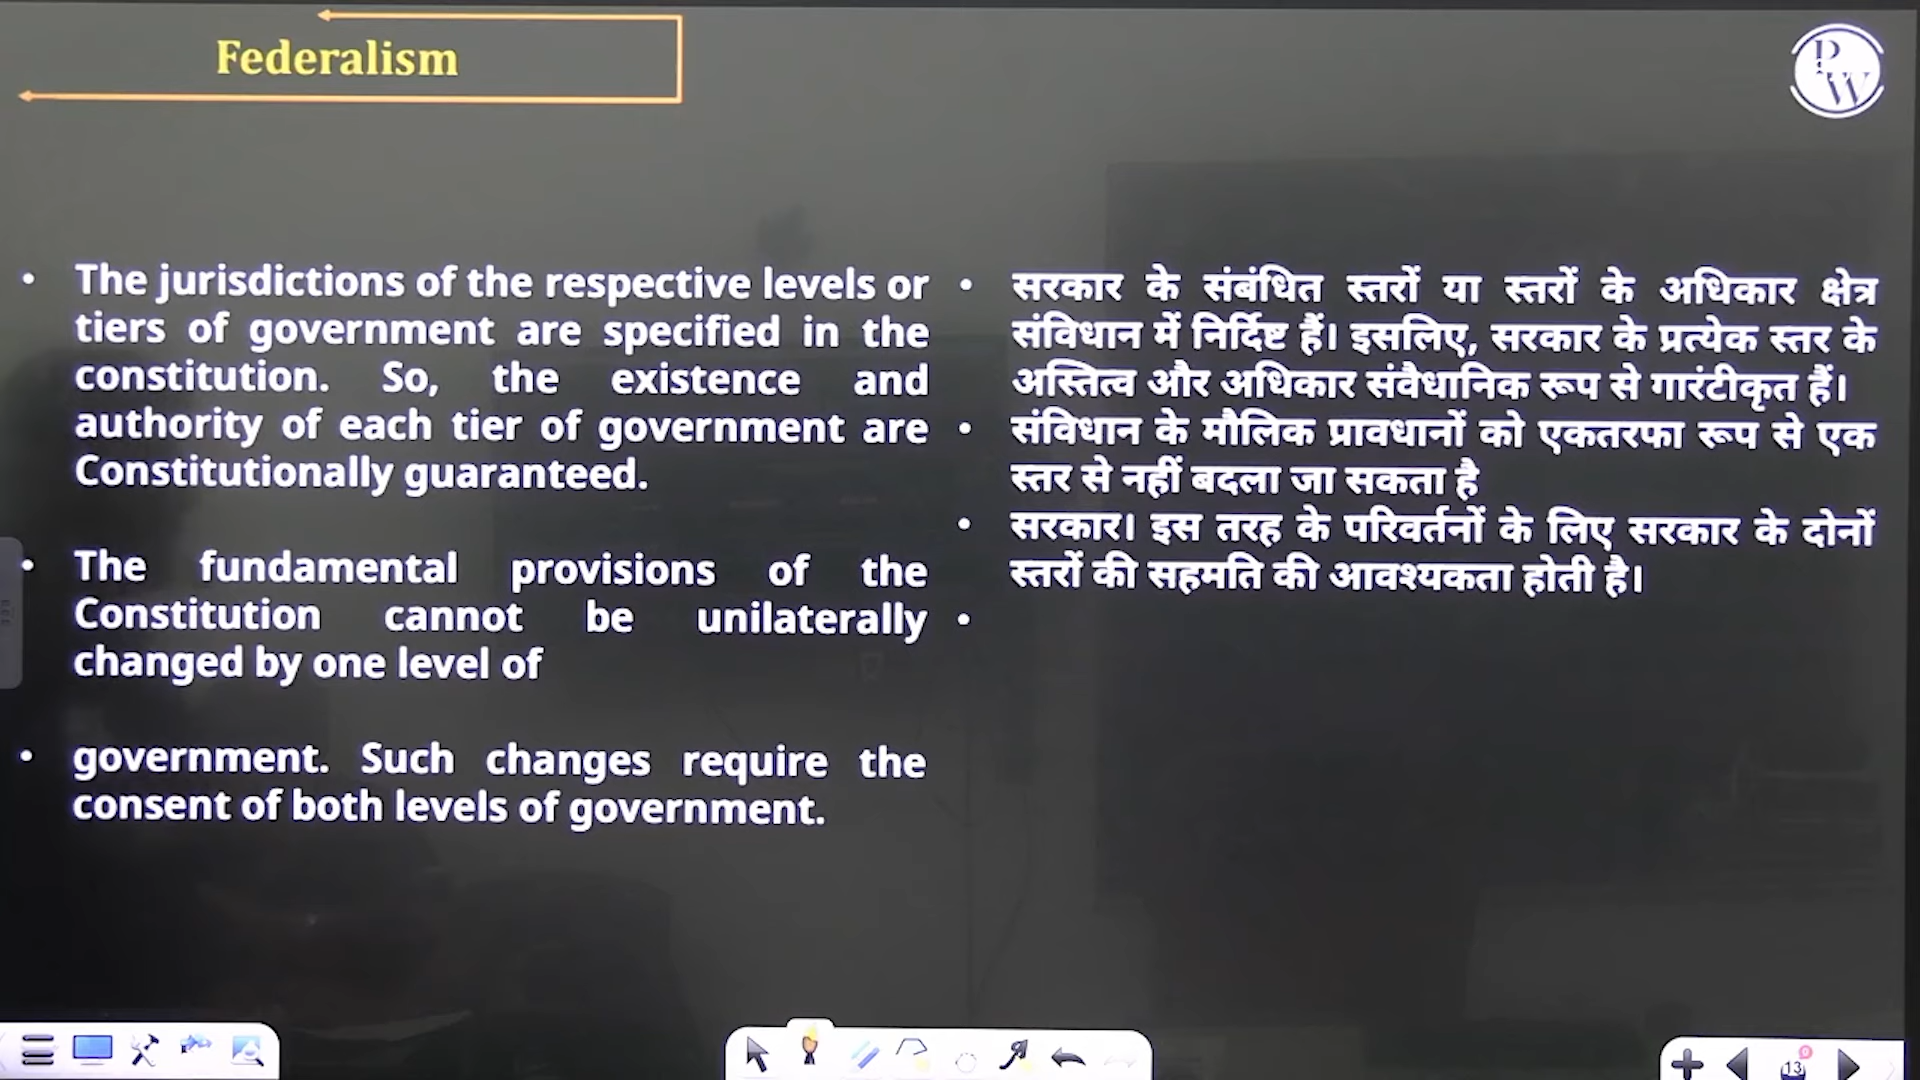 Federalism
PW
• The jurisdictions of the respective levels or
tiers of government are specified in the
constitution. So, the existence and
authority of each tier of government are
Constitutionally guaranteed.
• The fundamental provisions of the
Constitution cannot be unilaterally
changed by one level of
• government. Such changes require the
consent of both levels of government.
• सरकार के संबंधित स्तरों या स्तरों के अधिकार क्षेत्र
संविधान में निर्दिष्ट हैं। इसलिए, सरकार के प्रत्येक स्तर के
अस्तित्व और अधिकार संवैधानिक रूप से गारंटीकृत हैं।
• संविधान के मौलिक प्रावधानों को एकतरफा रूप से एक
स्तर से नहीं बदला जा सकता है
• सरकार। इस तरह के परिवर्तनों के लिए सरकार के दोनों
स्तरों की सहमति की आवश्यकता होती है।
•
13